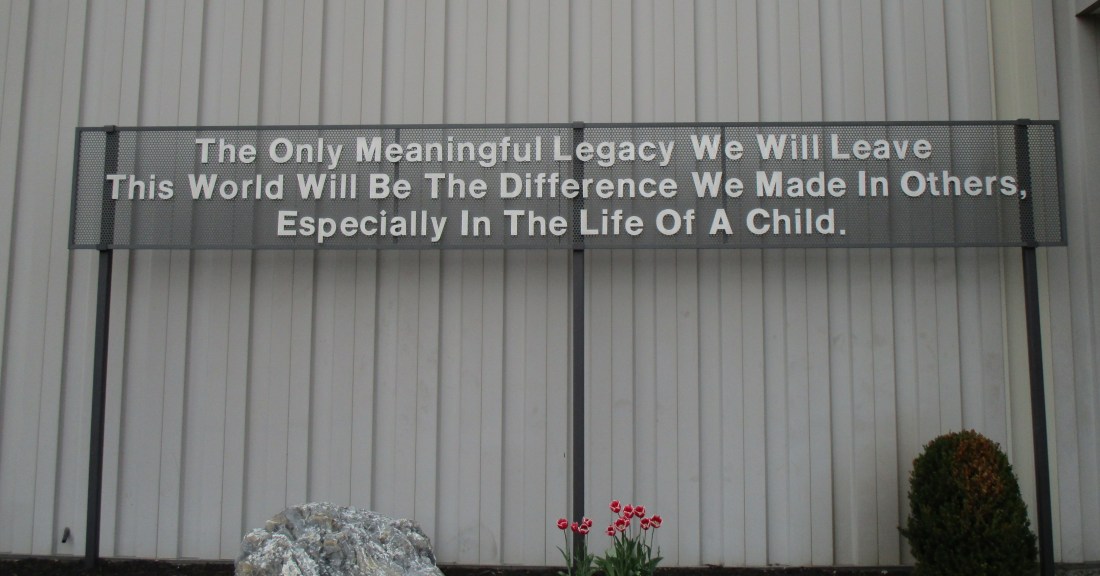 The Only Meaningful Legacy We Will Leave
This World Will Be The Difference We Made In Others,
Especially In The Life Of A Child.